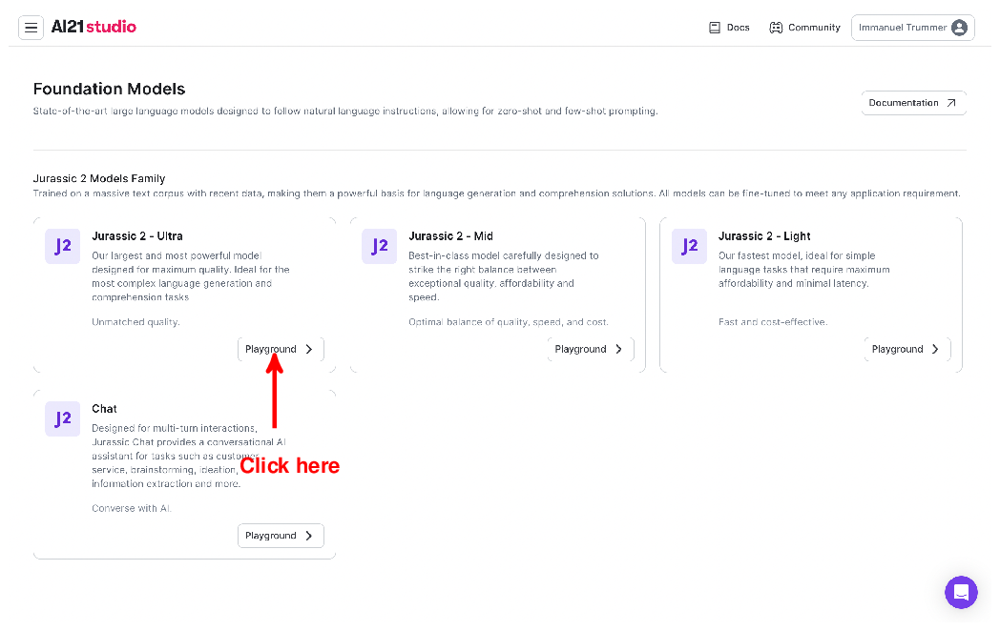 AI21studio
Docs
Community
Immanuel Trummer
Foundation Models
State-of-the-art large language models designed to follow natural language instructions, allowing for zero-shot and few-shot prompting.
Documentation
Jurassic 2 Models Family
Trained on a massive text corpus with recent data, making them a powerful basis for language generation and comprehension solutions. All models can be fine-tuned to meet any application requirement.
J2
Jurassic 2 - Ultra
Our largest and most powerful model
designed for maximum quality. Ideal for the
most complex language generation and
comprehension tasks
Unmatched quality.
Playground
J2
Jurassic 2 - Mid
Best-in-class model carefully designed to
strike the right balance between
exceptional quality, affordability and
speed.
Optimal balance of quality, speed, and cost.
Playground
J2
Jurassic 2 - Light
Our fastest model, ideal for simple
language tasks that require maximum
affordability and minimal latency.
Fast and cost-effective.
Playground
J2
Chat
Designed for multi-turn interactions,
Jurassic Chat provides a conversational AI
assistant for tasks such as customer
service, brainstorming, ideation,
information extraction and more.
Converse with AI.
Playground
Click here